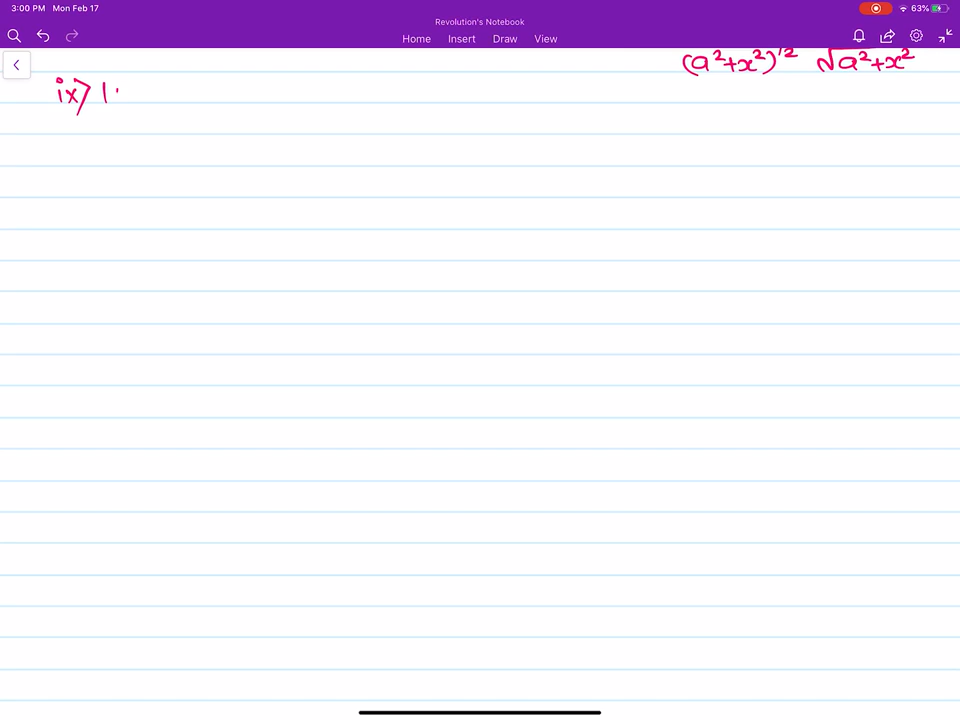 3:00 PM Mon Feb 17 63%
Revolution's Notebook
Home Insert Draw View
(a²+x²)^1/2 √a²+x²
ix> 1.